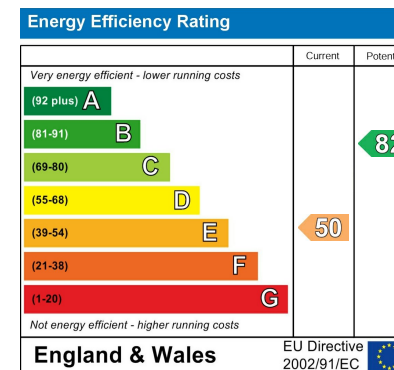 Energy Efficiency Rating
Current Potent
Very energy efficient - lower running costs
(92 plus) A
(81-91) B
82
(69-80) C
(55-68) D
(39-54) E
50
(21-38) F
(1-20) G
Not energy efficient - higher running costs
England & Wales
EU Directive
2002/91/EC